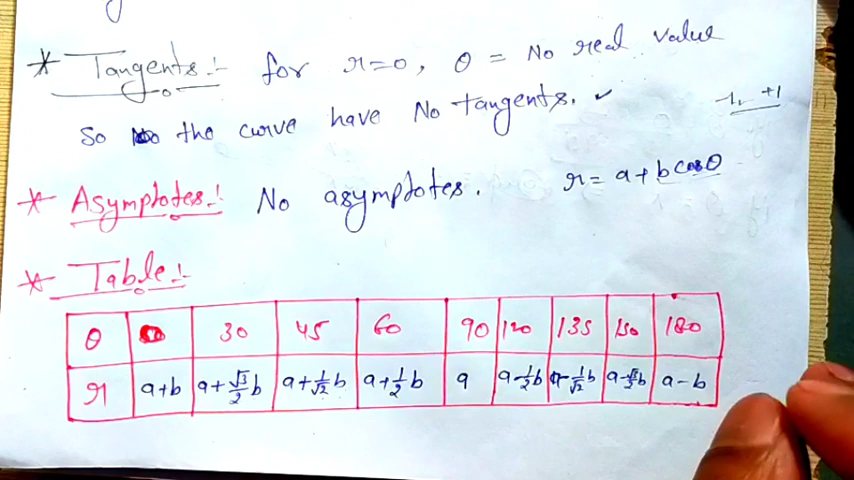 * Tangents:- for r=0, θ = No real value
So the curve have No tangents. ✓
-1, +1
* Asymptotes:- No asymptotes. r = a+b cosθ
* Table:-
θ 0 30 45 60 90 120 135 150 180
r a+b a+√3/2 b a+1/√2 b a+1/2 b a a-1/2 b a-1/√2 b a-√3/2 b a-b